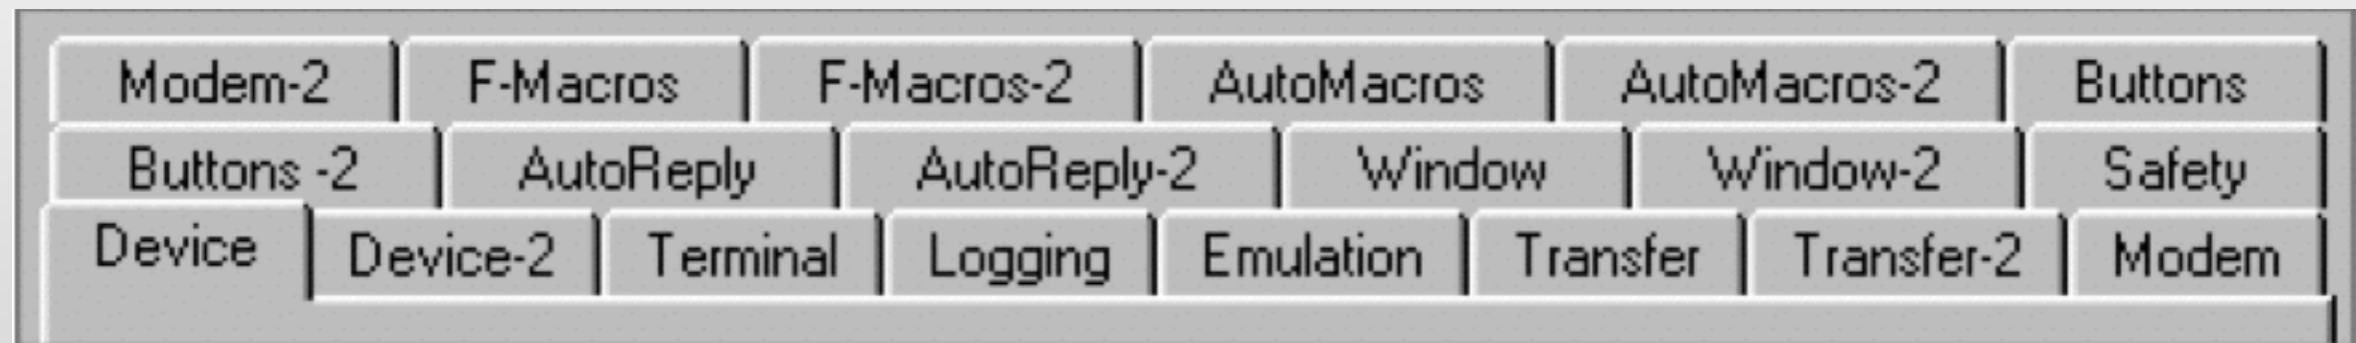 Modem-2 F-Macros F-Macros-2 AutoMacros AutoMacros-2 Buttons
Buttons -2 AutoReply AutoReply-2 Window Window-2 Safety
Device Device-2 Terminal Logging Emulation Transfer Transfer-2 Modem